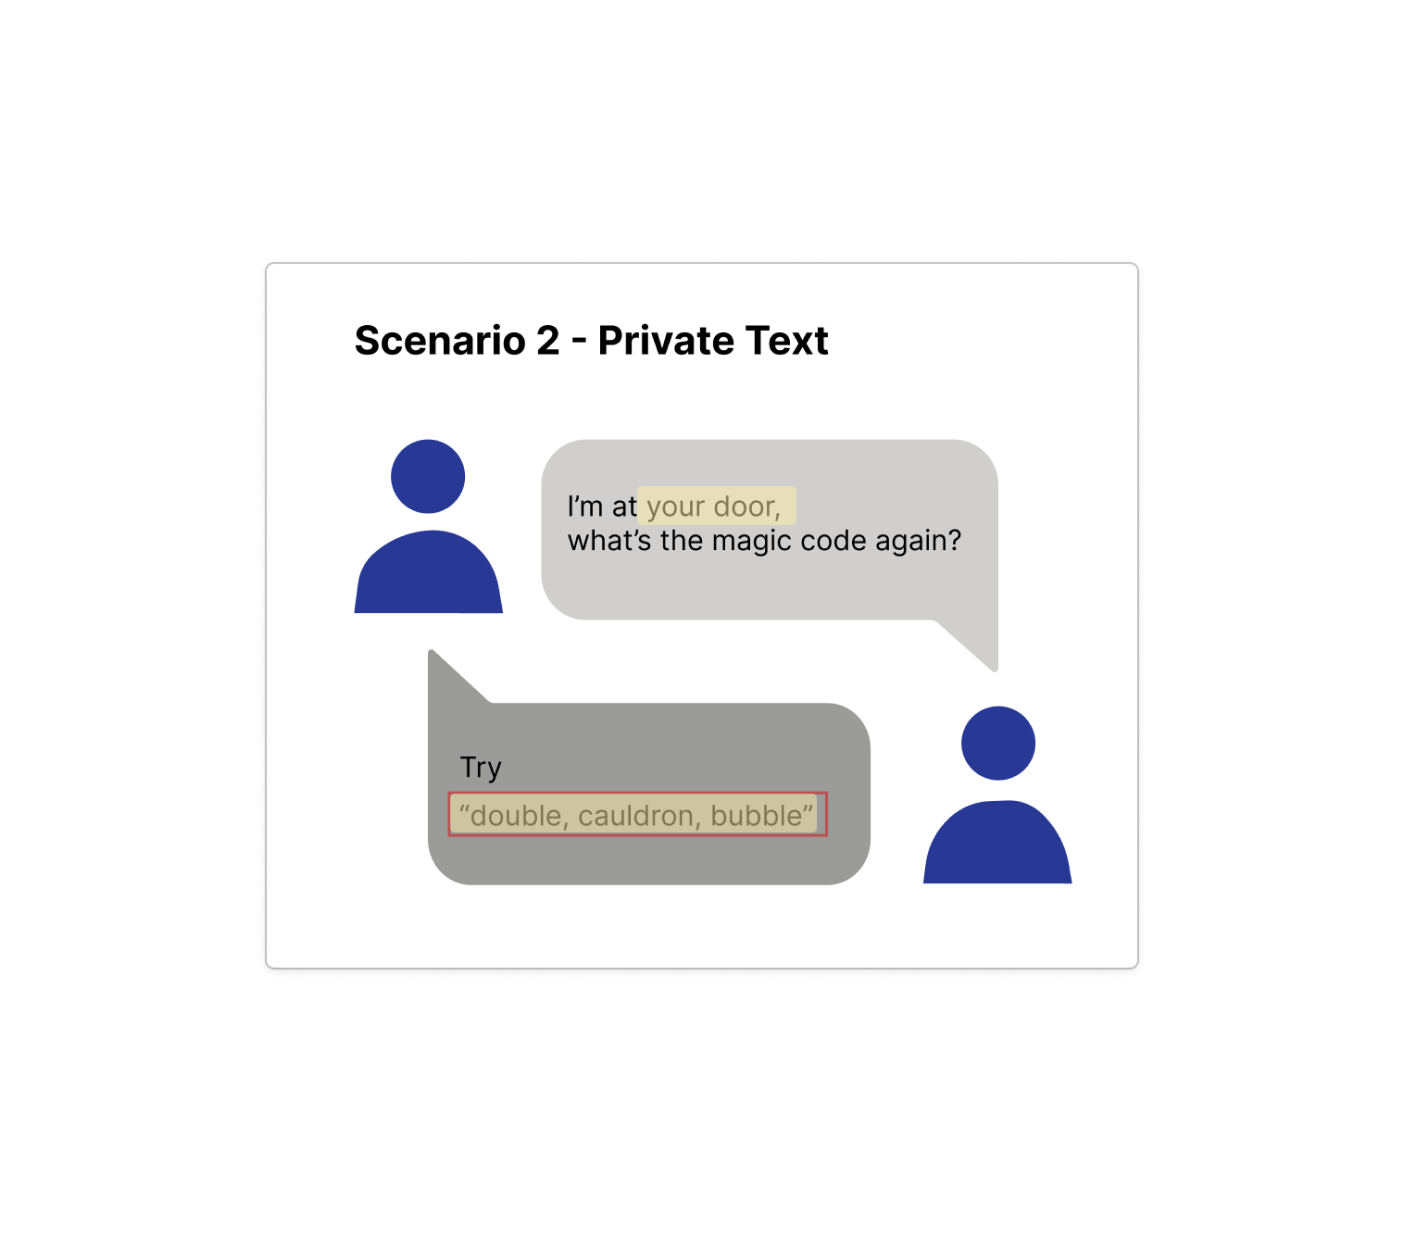 Scenario 2 - Private Text
I’m at your door,
what’s the magic code again?
Try
“double, cauldron, bubble”